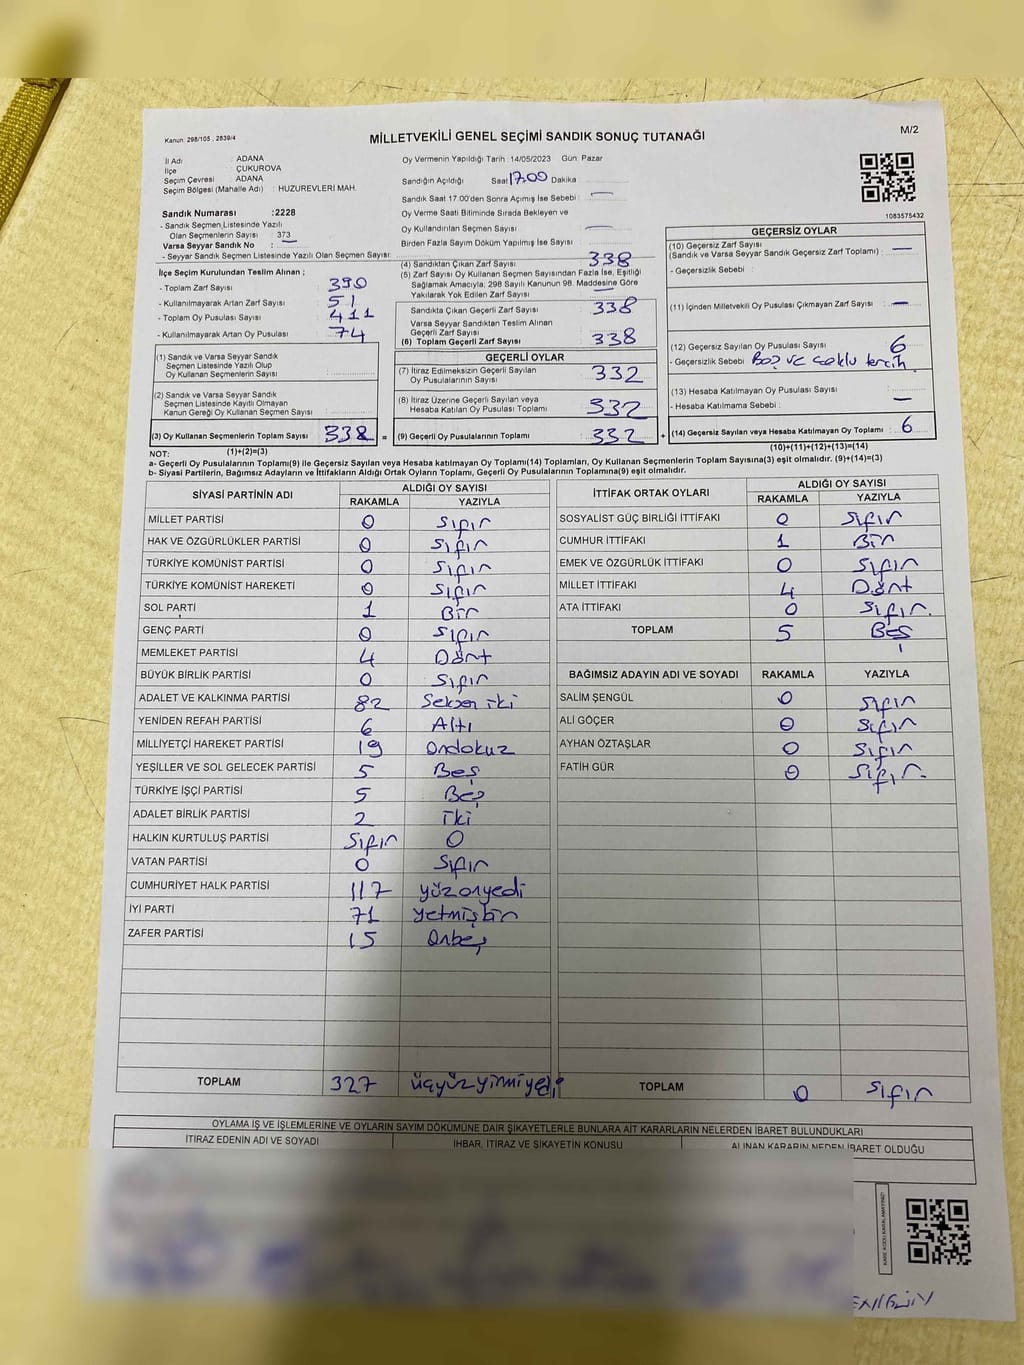 Kanun: 298/105 , 2839/4
MİLLETVEKİLİ GENEL SEÇİMİ SANDIK SONUÇ TUTANAĞI
M/2
İl Adı : ADANA
İlçe : ÇUKUROVA
Seçim Çevresi : ADANA
Seçim Bölgesi (Mahalle Adı) : HUZUREVLERİ MAH.
Sandık Numarası :2228
- Sandık Seçmen Listesinde Yazılı
Olan Seçmenlerin Sayısı : 373
Varsa Seyyar Sandık No : —
- Seyyar Sandık Seçmen Listesinde Yazılı Olan Seçmen Sayısı :
İlçe Seçim Kurulundan Teslim Alınan ;
- Toplam Zarf Sayısı : 390
- Kullanılmayarak Artan Zarf Sayısı : 51
- Toplam Oy Pusulası Sayısı : 411
- Kullanılmayarak Artan Oy Pusulası : 74
(1) Sandık ve Varsa Seyyar Sandık
Seçmen Listesinde Yazılı Olup
Oy Kullanan Seçmenlerin Sayısı :
(2) Sandık ve Varsa Seyyar Sandık
Seçmen Listesinde Kayıtlı Olmayan
Kanun Gereği Oy Kullanan Seçmen Sayısı :
(3) Oy Kullanan Seçmenlerin Toplam Sayısı 338 =
(1)+(2)=(3)
Oy Vermenin Yapıldığı Tarih : 14/05/2023 Gün: Pazar
Sandığın Açıldığı Saat 17.00 Dakika
Sandık Saat 17.00'den Sonra Açımış İse Sebebi : —
Oy Verme Saati Bitiminde Sırada Bekleyen ve
Oy Kullandırılan Seçmen Sayısı : —
Birden Fazla Sayım Döküm Yapılmış İse Sayısı :
(4) Sandıktan Çıkan Zarf Sayısı : 338
(5) Zarf Sayısı Oy Kullanan Seçmen Sayısından Fazla İse, Eşitliği
Sağlamak Amacıyla, 298 Sayılı Kanunun 98. Maddesine Göre
Yakılarak Yok Edilen Zarf Sayısı : —
Sandıkta Çıkan Geçerli Zarf Sayısı : 338
Varsa Seyyar Sandıktan Teslim Alınan
Geçerli Zarf Sayısı
(6) Toplam Geçerli Zarf Sayısı : 338
GEÇERLİ OYLAR
(7) İtiraz Edilmeksizin Geçerli Sayılan
Oy Pusulalarının Sayısı : 332
(8) İtiraz Üzerine Geçerli Sayılan veya
Hesaba Katılan Oy Pusulası Toplamı : 332
(9) Geçerli Oy Pusulalarının Toplamı : 332 +
1083575432
GEÇERSİZ OYLAR
(10) Geçersiz Zarf Sayısı
(Sandık ve Varsa Seyyar Sandık Geçersiz Zarf Toplamı) : —
- Geçersizlik Sebebi :
(11) İçinden Milletvekili Oy Pusulası Çıkmayan Zarf Sayısı : —
(12) Geçersiz Sayılan Oy Pusulası Sayısı : 6
- Geçersizlik Sebebi : Boş ve çoklu tercih.
(13) Hesaba Katılmayan Oy Pusulası Sayısı :
- Hesaba Katılmama Sebebi : —
(14) Geçersiz Sayılan veya Hesaba Katılmayan Oy Toplamı : 6
(10)+(11)+(12)+(13)=(14)
NOT:
a- Geçerli Oy Pusulalarının Toplamı(9) ile Geçersiz Sayılan veya Hesaba katılmayan Oy Toplamı(14) Toplamları, Oy Kullanan Seçmenlerin Toplam Sayısına(3) eşit olmalıdır. (9)+(14)=(3)
b- Siyasi Partilerin, Bağımsız Adayların ve İttifakların Aldığı Ortak Oyların Toplamı, Geçerli Oy Pusulalarının Toplamına(9) eşit olmalıdır.
SİYASİ PARTİNİN ADI ALDIĞI OY SAYISI
RAKAMLA YAZIYLA
MİLLET PARTİSİ 0 Sıfır
HAK VE ÖZGÜRLÜKLER PARTİSİ 0 Sıfır
TÜRKİYE KOMÜNİST PARTİSİ 0 Sıfır
TÜRKİYE KOMÜNİST HAREKETİ 0 Sıfır
SOL PARTİ 1 Bir
GENÇ PARTİ 0 Sıfır
MEMLEKET PARTİSİ 4 Dört
BÜYÜK BİRLİK PARTİSİ 0 Sıfır
ADALET VE KALKINMA PARTİSİ 82 Seksen iki
YENİDEN REFAH PARTİSİ 6 Altı
MİLLİYETÇİ HAREKET PARTİSİ 19 Ondokuz
YEŞİLLER VE SOL GELECEK PARTİSİ 5 Beş
TÜRKİYE İŞÇİ PARTİSİ 5 Beş
ADALET BİRLİK PARTİSİ 2 iki
HALKIN KURTULUŞ PARTİSİ Sıfır 0
VATAN PARTİSİ 0 Sıfır
CUMHURİYET HALK PARTİSİ 117 yüzonyedi
İYİ PARTİ 71 yetmişbir
ZAFER PARTİSİ 15 Onbeş
TOPLAM 327 üçyüzyirmiyedi
İTTİFAK ORTAK OYLARI ALDIĞI OY SAYISI
RAKAMLA YAZIYLA
SOSYALİST GÜÇ BİRLİĞİ İTTİFAKI 0 Sıfır
CUMHUR İTTİFAKI 1 Bir
EMEK VE ÖZGÜRLÜK İTTİFAKI 0 Sıfır
MİLLET İTTİFAKI 4 Dört
ATA İTTİFAKI 0 Sıfır.
TOPLAM 5 Beş
BAĞIMSIZ ADAYIN ADI VE SOYADI RAKAMLA YAZIYLA
SALİM ŞENGÜL 0 Sıfır
ALİ GÖÇER 0 Sıfır
AYHAN ÖZTAŞLAR 0 Sıfır
FATİH GÜR 0 Sıfır.
TOPLAM 0 Sıfır
OYLAMA İŞ VE İŞLEMLERİNE VE OYLARIN SAYIM DÖKÜMÜNE DAİR ŞİKAYETLERLE BUNLARA AİT KARARLARIN NELERDEN İBARET BULUNDUKLARI
İTİRAZ EDENİN ADI VE SOYADI İHBAR, İTİRAZ VE ŞİKAYETİN KONUSU ALINAN KARARIN NEDEN İBARET OLDUĞU